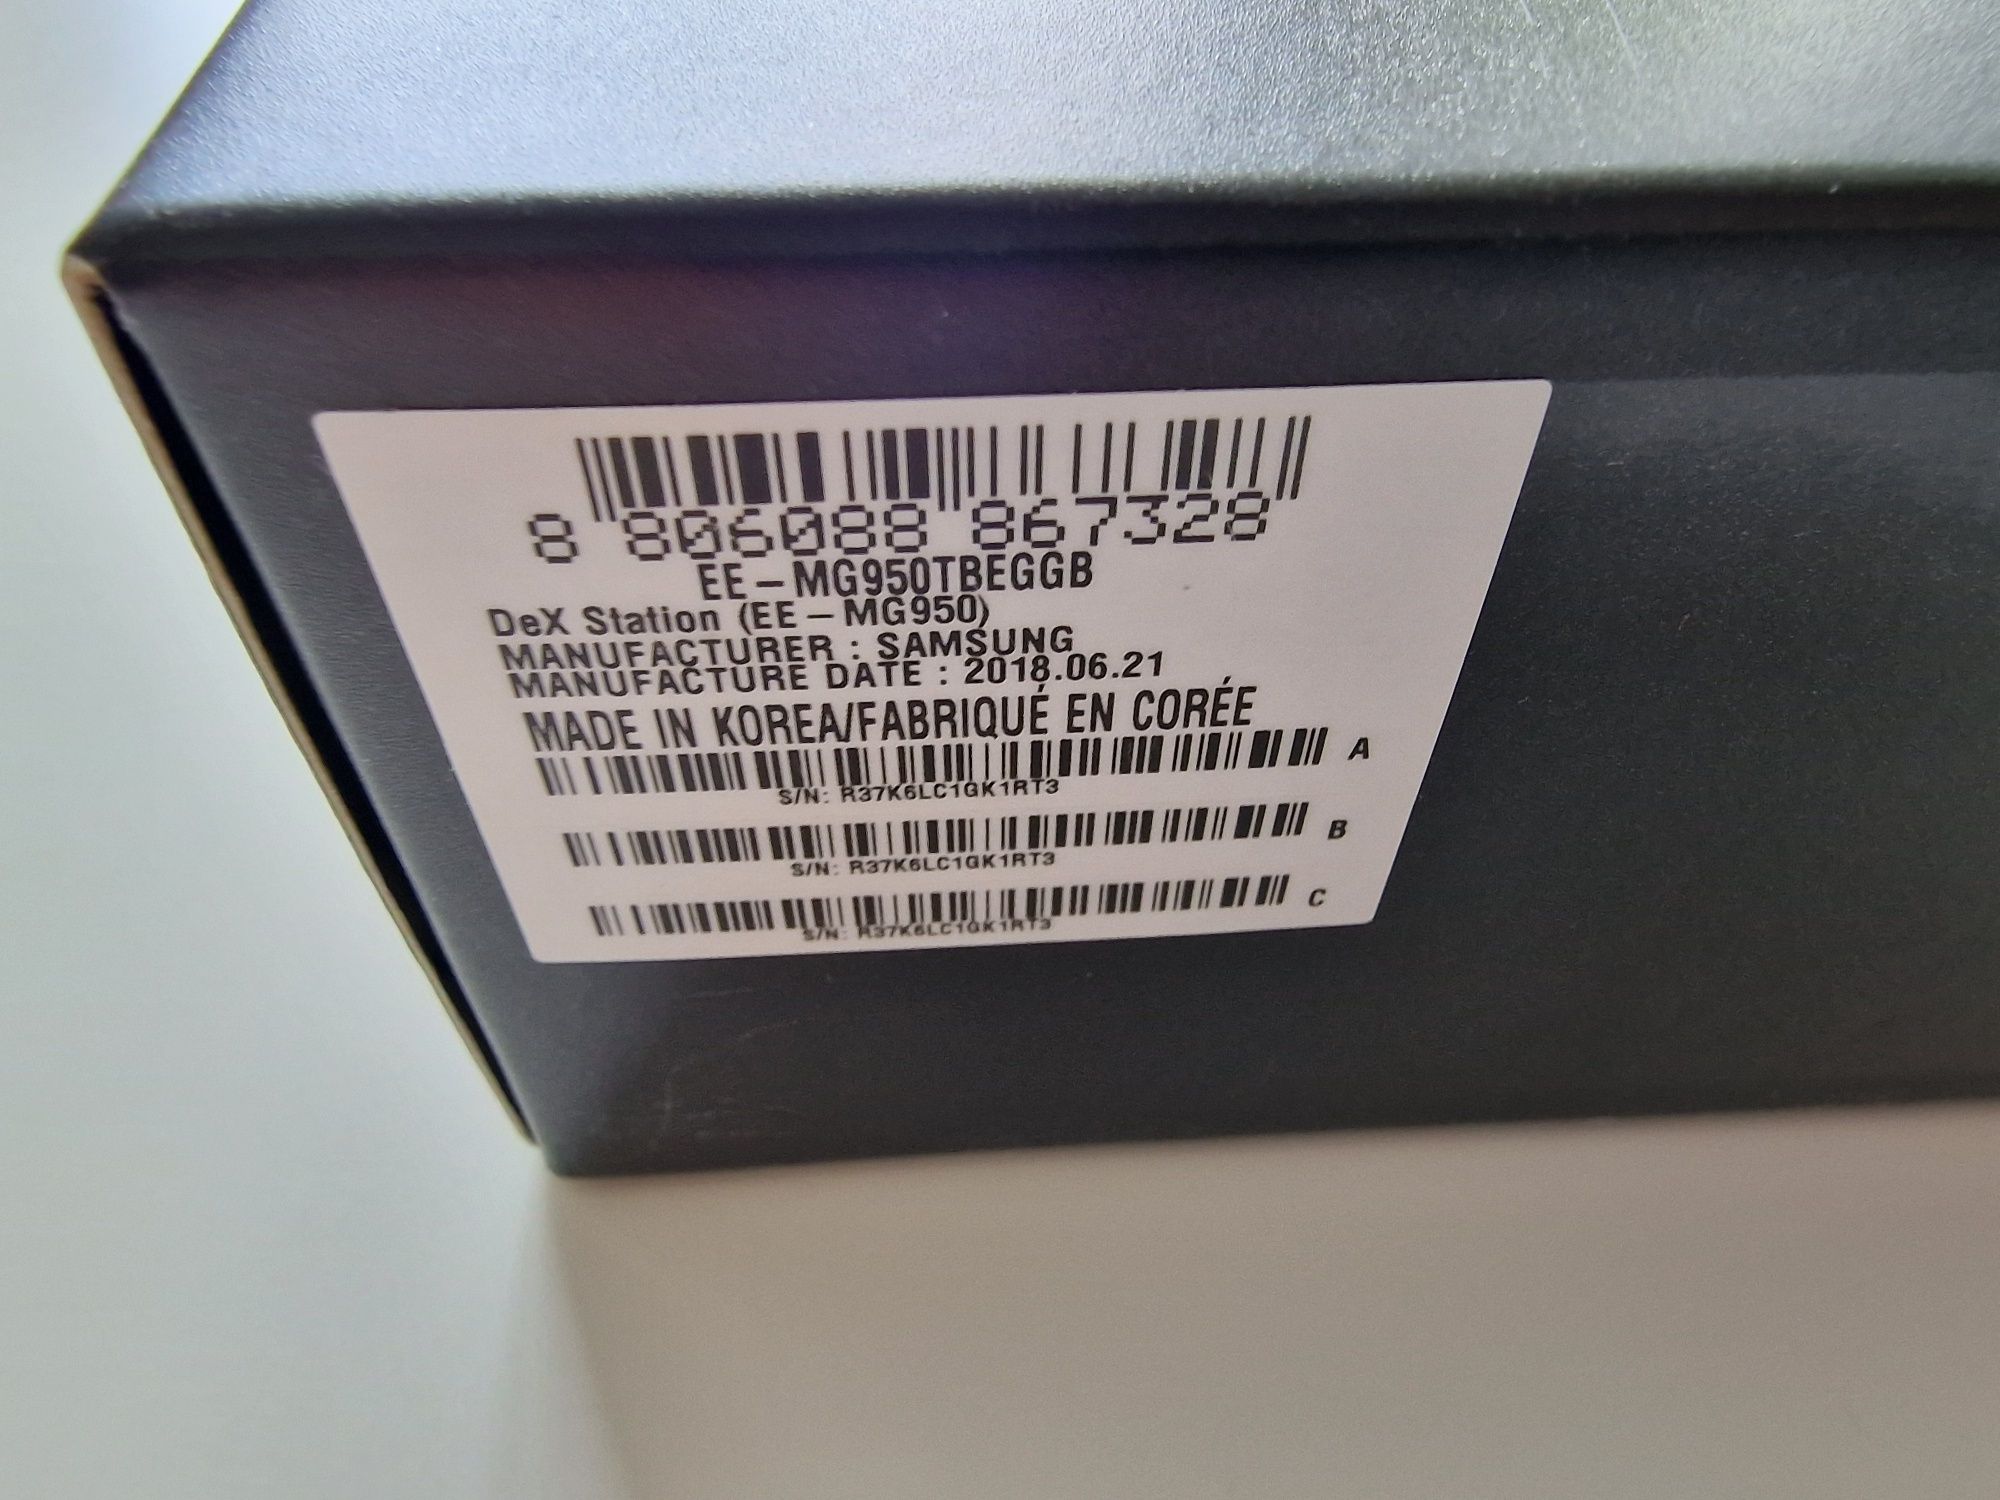 8 806088 867328
EE-MG950TBEGGB
DeX Station (EE-MG950)
MANUFACTURER : SAMSUNG
MANUFACTURE DATE : 2018.06.21
MADE IN KOREA/FABRIQUÉ EN CORÉE
A
S/N: R37K6LC1GK1RT3
B
S/N: R37K6LC1GK1RT3
C
S/N: R37K6LC1GK1RT3